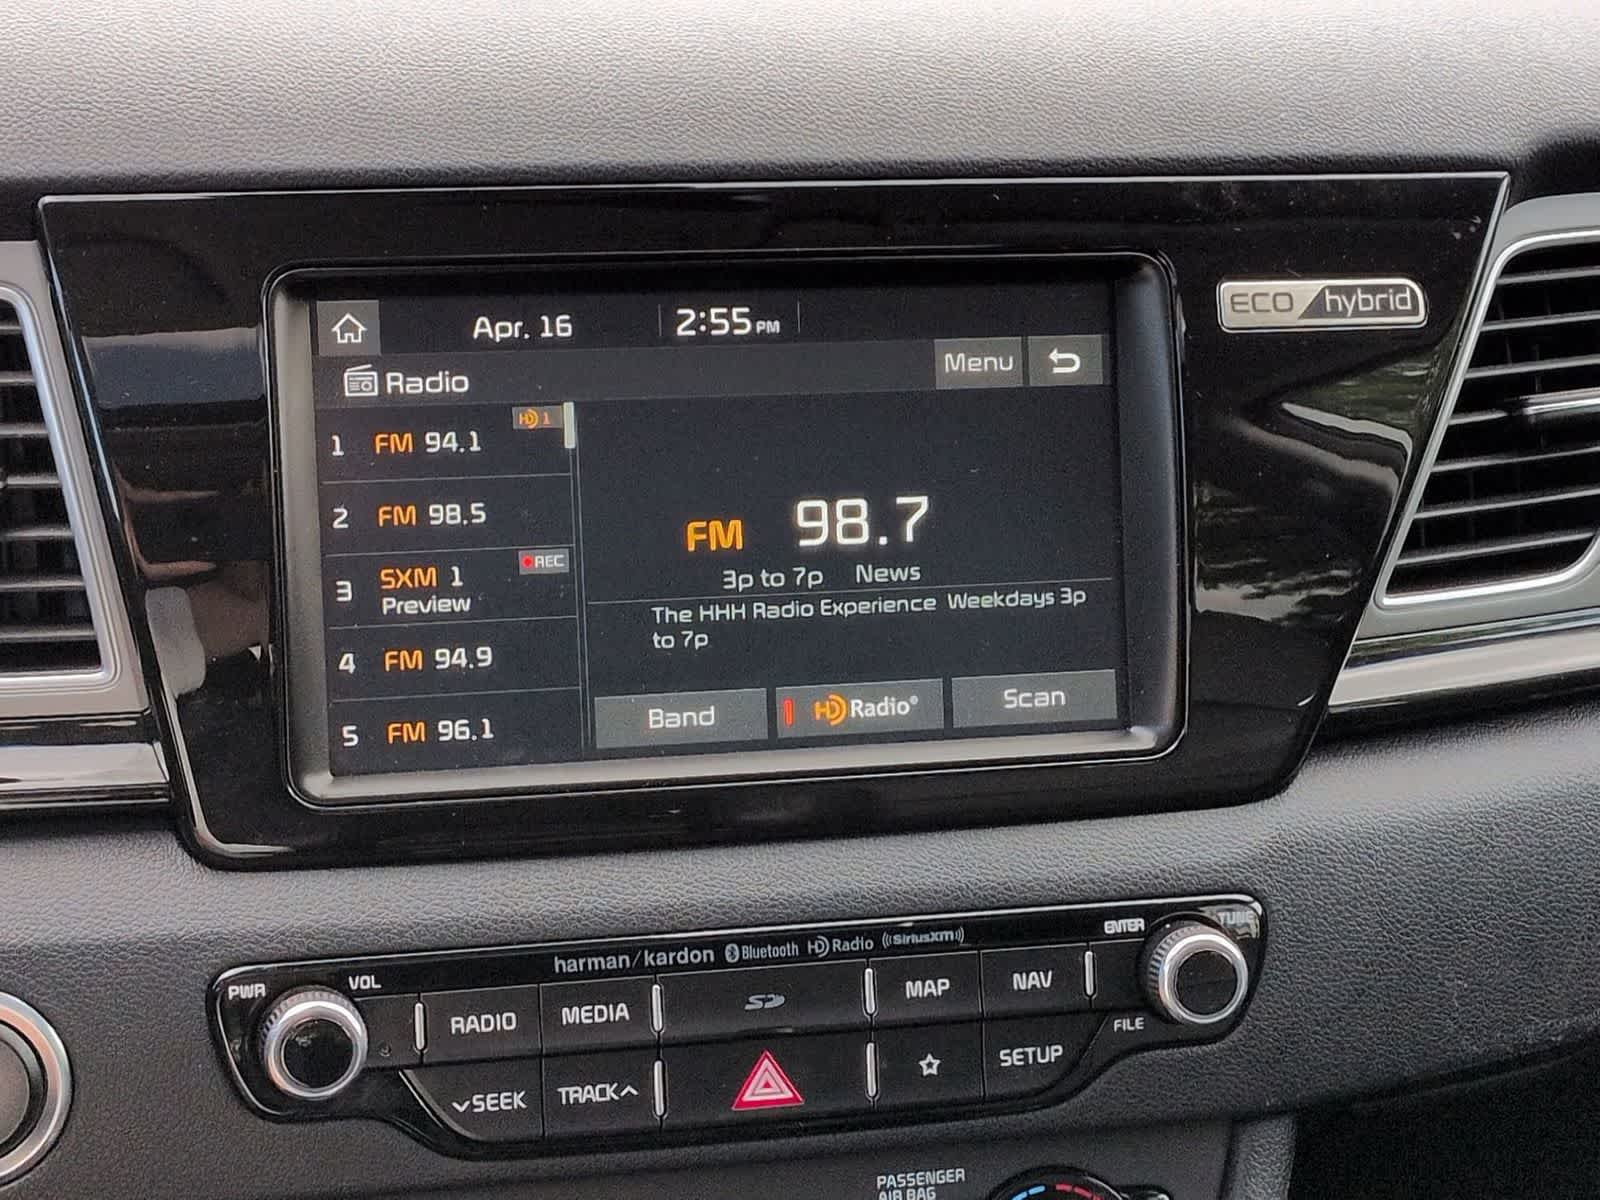 Apr. 16
2:55 PM
ECO hybrid
Radio
Menu
HD 1
1 FM 94.1
2 FM 98.5
REC
3 SXM 1
Preview
4 FM 94.9
5 FM 96.1
FM 98.7
3p to 7p News
The HHH Radio Experience Weekdays 3p
to 7p
Band
HD Radio®
Scan
harman/kardon Bluetooth HD Radio ((SiriusXM))
PWR
VOL
RADIO
MEDIA
SD
MAP
NAV
ENTER
TUNE
FILE
SEEK
TRACK
SETUP
PASSENGER
AIR BAG